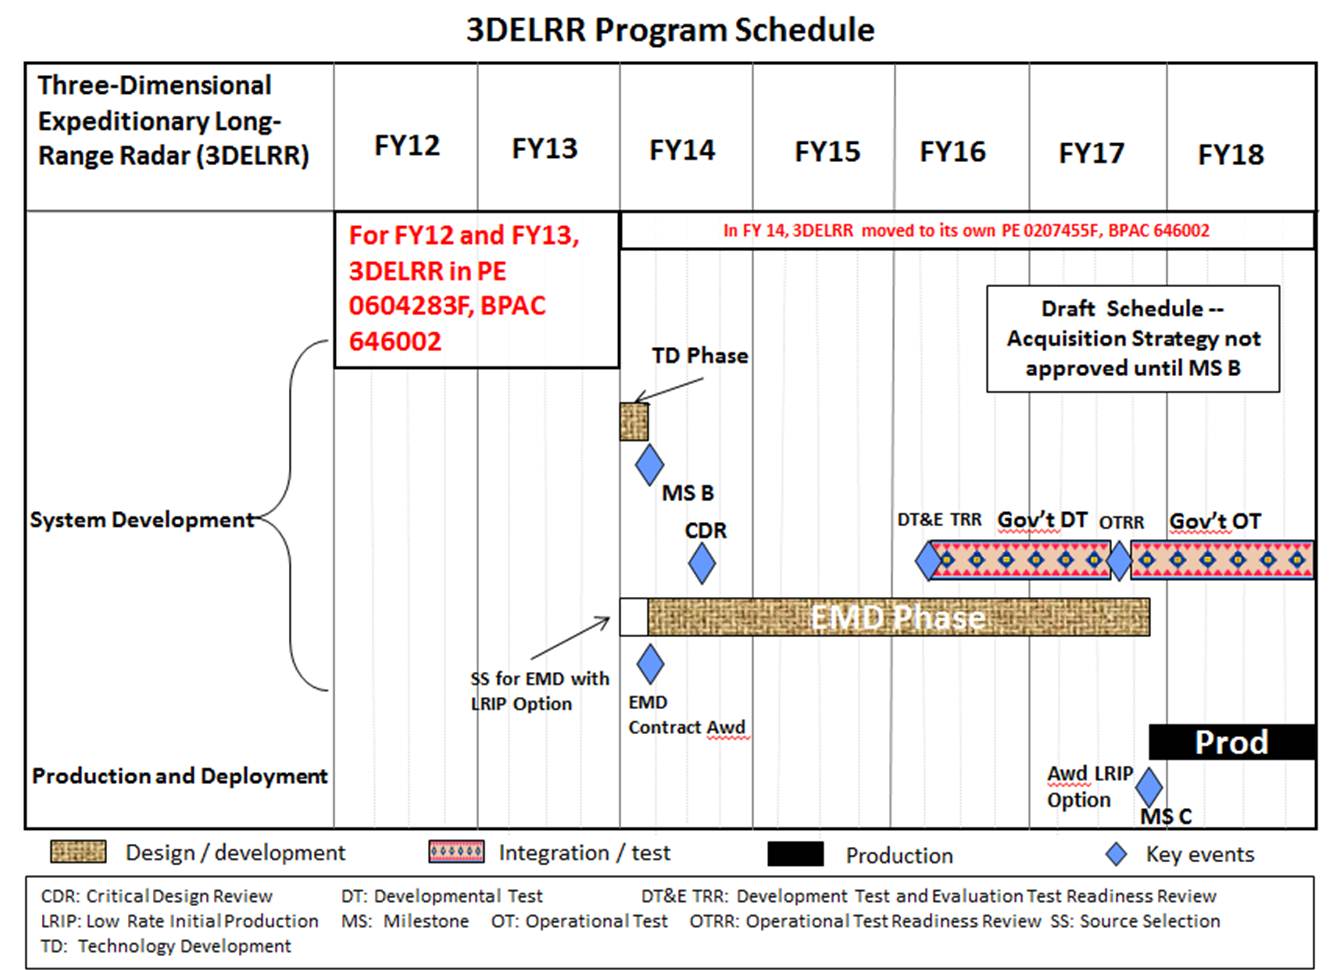 3DELRR Program Schedule
Three-Dimensional
Expeditionary Long-
Range Radar (3DELRR)
FY12
FY13
FY14
FY15
FY16
FY17
FY18
For FY12 and FY13,
3DELRR in PE
0604283F, BPAC
646002
In FY 14, 3DELRR moved to its own PE 0207455F, BPAC 646002
Draft Schedule --
Acquisition Strategy not
approved until MS B
TD Phase
MS B
System Development
CDR
DT&E TRR
Gov't DT
OTRR
Gov't OT
EMD Phase
SS for EMD with
LRIP Option
EMD
Contract Awd
Prod
Production and Deployment
Awd LRIP
Option
MS C
Design / development
Integration / test
Production
Key events
CDR: Critical Design Review DT: Developmental Test DT&E TRR: Development Test and Evaluation Test Readiness Review
LRIP: Low Rate Initial Production MS: Milestone OT: Operational Test OTRR: Operational Test Readiness Review SS: Source Selection
TD: Technology Development